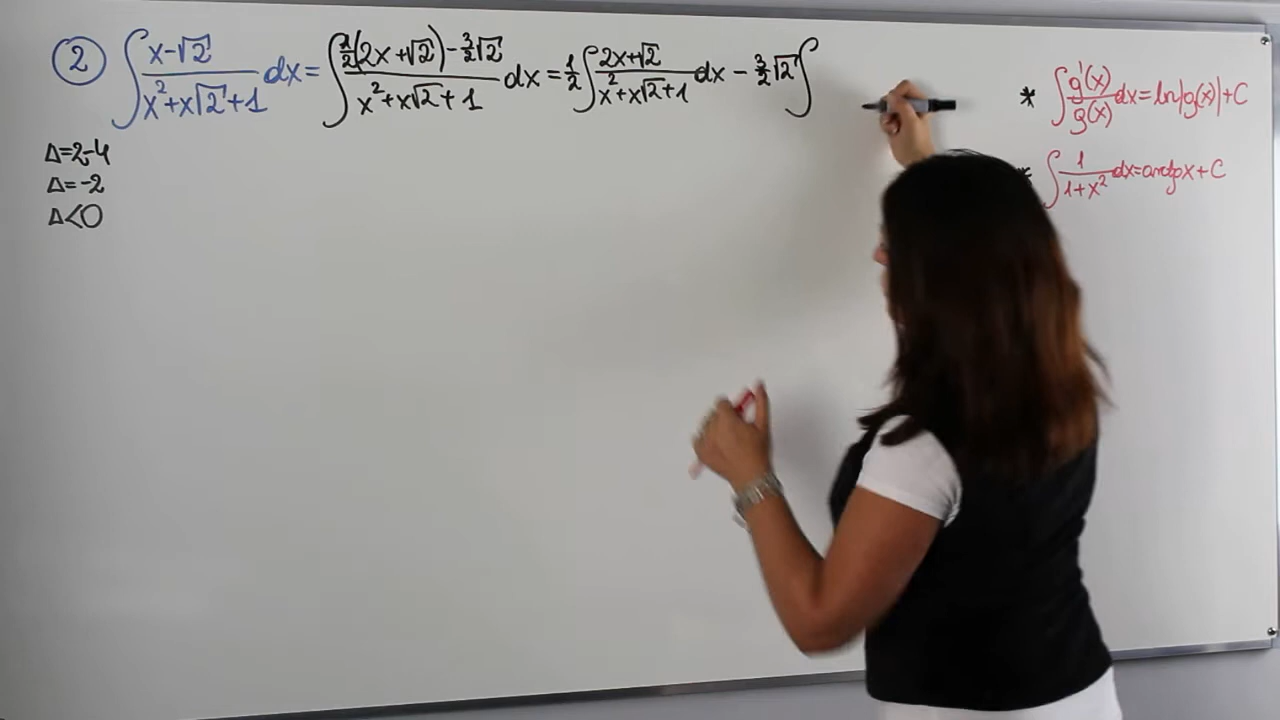 ② ∫ (x-√2)/(x²+x√2+1) dx = ∫ (1/2(2x+√2)-3/2√2)/(x²+x√2+1) dx = 1/2 ∫ (2x+√2)/(x²+x√2+1) dx - 3/2√2 ∫
* ∫ g'(x)/g(x) dx = ln|g(x)| + C
Δ=2-4
* ∫ 1/(1+x²) dx = arctgx + C
Δ=-2
Δ<0